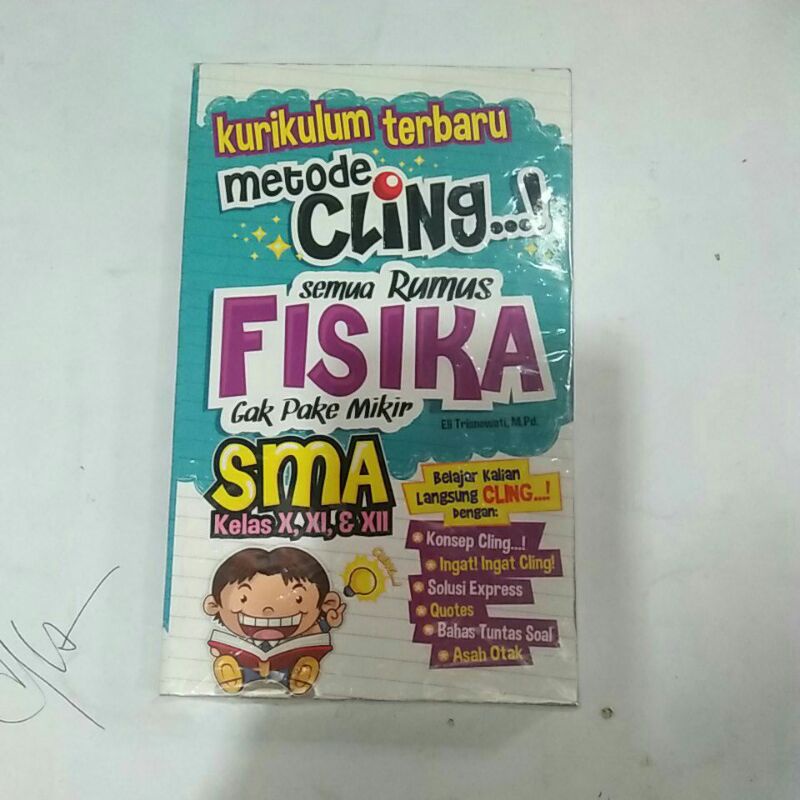 kurikulum terbaru
metode
CLiNg...!
semua Rumus
FISIKA
Gak Pake Mikir
Eli Trisnowati, M.Pd.
SMA
Kelas X, XI, & XII
Belajar Kalian
Langsung CLING...!
Dengan:
Konsep Cling...!
Ingat! Ingat Cling!
Solusi Express
Quotes
Bahas Tuntas Soal
Asah Otak